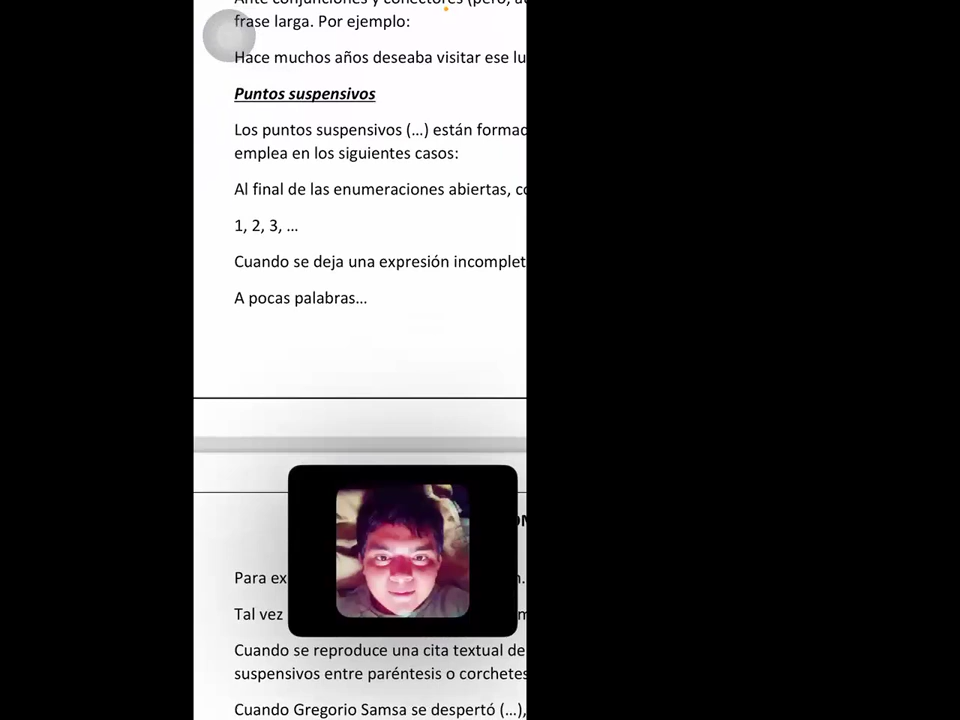 frase larga. Por ejemplo:
Hace muchos años deseaba visitar ese lu
Puntos suspensivos
Los puntos suspensivos (…) están formad
emplea en los siguientes casos:
Al final de las enumeraciones abiertas, co
1, 2, 3, …
Cuando se deja una expresión incomplet
A pocas palabras…
Para ex
Tal vez
Cuando se reproduce una cita textual de
suspensivos entre paréntesis o corchetes
Cuando Gregorio Samsa se despertó (…),